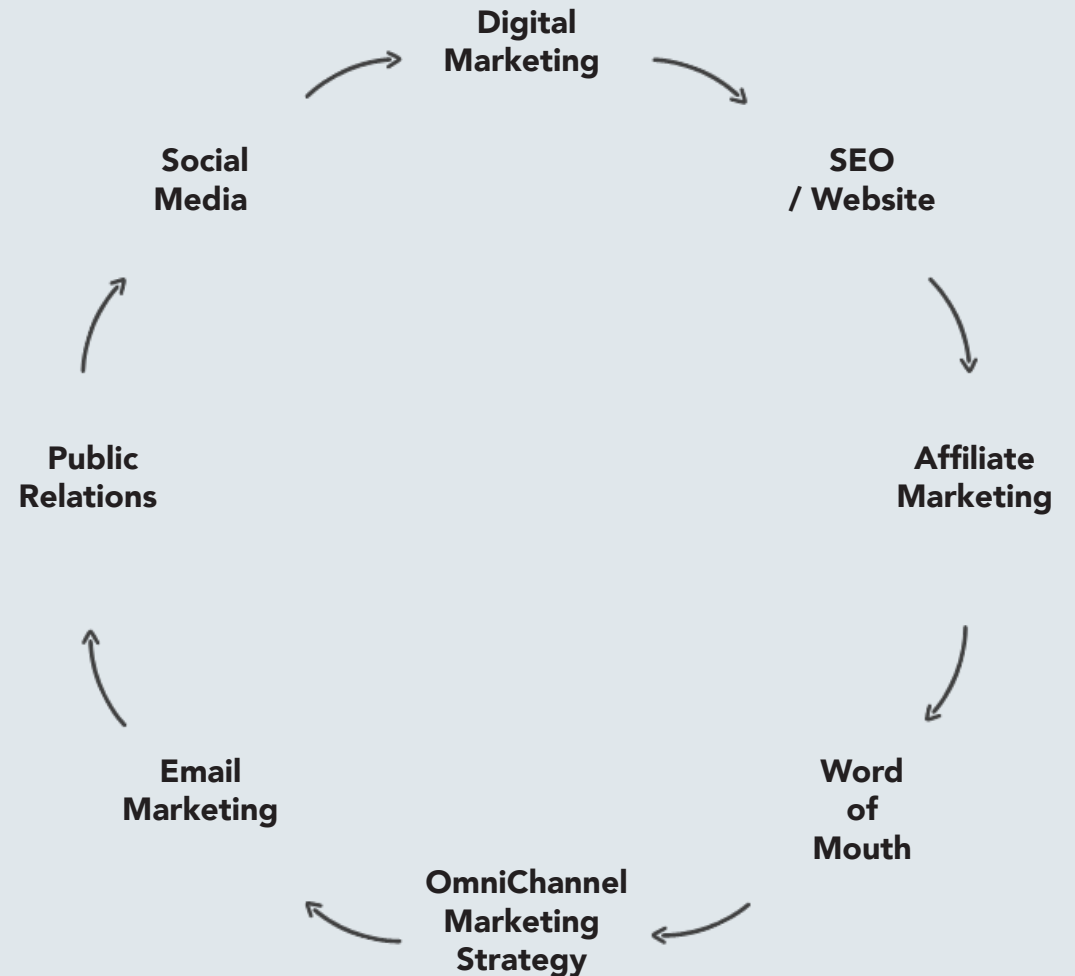 Digital
Marketing
SEO
/ Website
Affiliate
Marketing
Word
of
Mouth
OmniChannel
Marketing
Strategy
Email
Marketing
Public
Relations
Social
Media